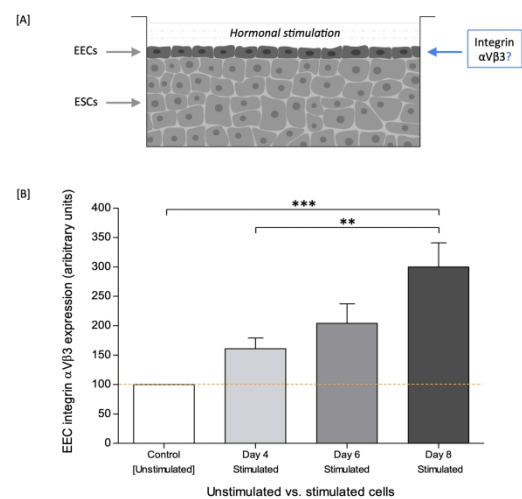 [A]
Hormonal stimulation
EECs
Integrin
αVβ3?
ESCs
[B]
EEC integrin αVβ3 expression (aribitrary units)
400
350
300
250
200
150
100
50
0
***
**
Control
[Unstimulated]
Day 4
Stimulated
Day 6
Stimulated
Day 8
Stimulated
Unstimulated vs. stimulated cells